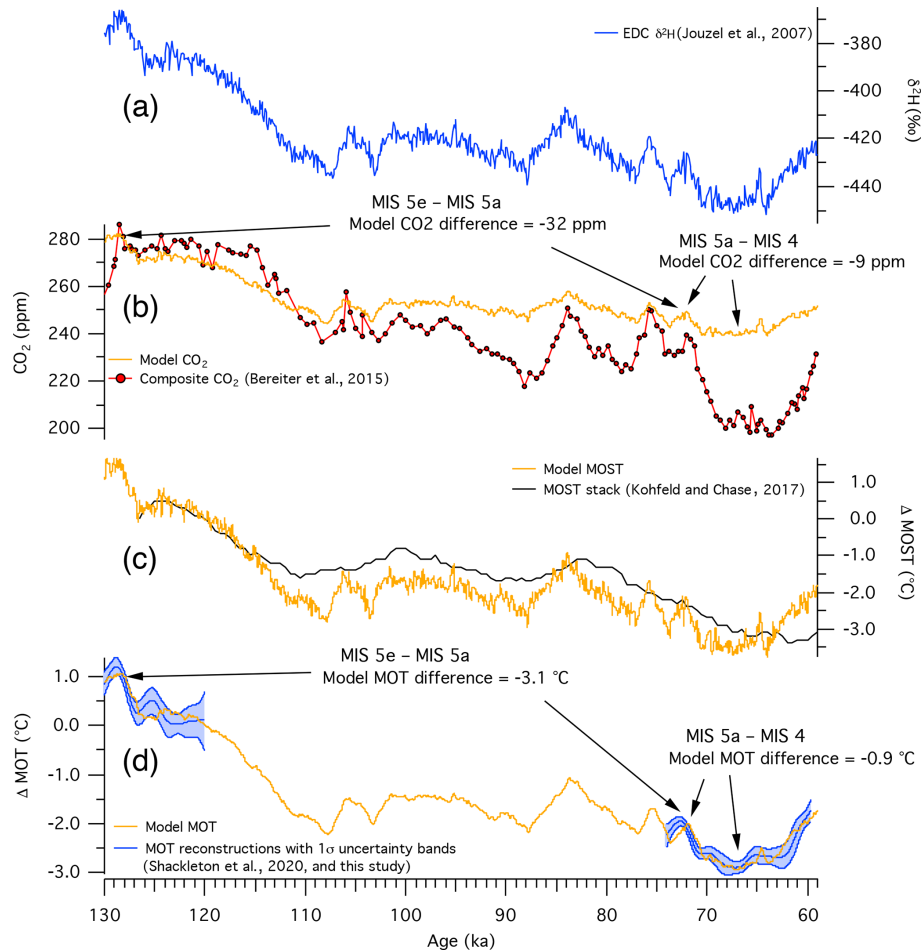 EDC δ²H(Jouzel et al., 2007)
-380
-400
-420
-440
δ²H(‰)
(a)
MIS 5e – MIS 5a
Model CO2 difference = -32 ppm
MIS 5a – MIS 4
Model CO2 difference = -9 ppm
280
260
240
220
200
CO₂ (ppm)
(b)
Model CO₂
Composite CO₂ (Bereiter et al., 2015)
Model MOST
MOST stack (Kohfeld and Chase, 2017)
1.0
0.0
-1.0
-2.0
-3.0
Δ MOST (°C)
(c)
MIS 5e – MIS 5a
Model MOT difference = -3.1 °C
MIS 5a – MIS 4
Model MOT difference = -0.9 °C
1.0
0.0
-1.0
-2.0
-3.0
Δ MOT (°C)
(d)
Model MOT
MOT reconstructions with 1σ uncertainty bands
(Shackleton et al., 2020, and this study)
130 120 110 100 90 80 70 60
Age (ka)